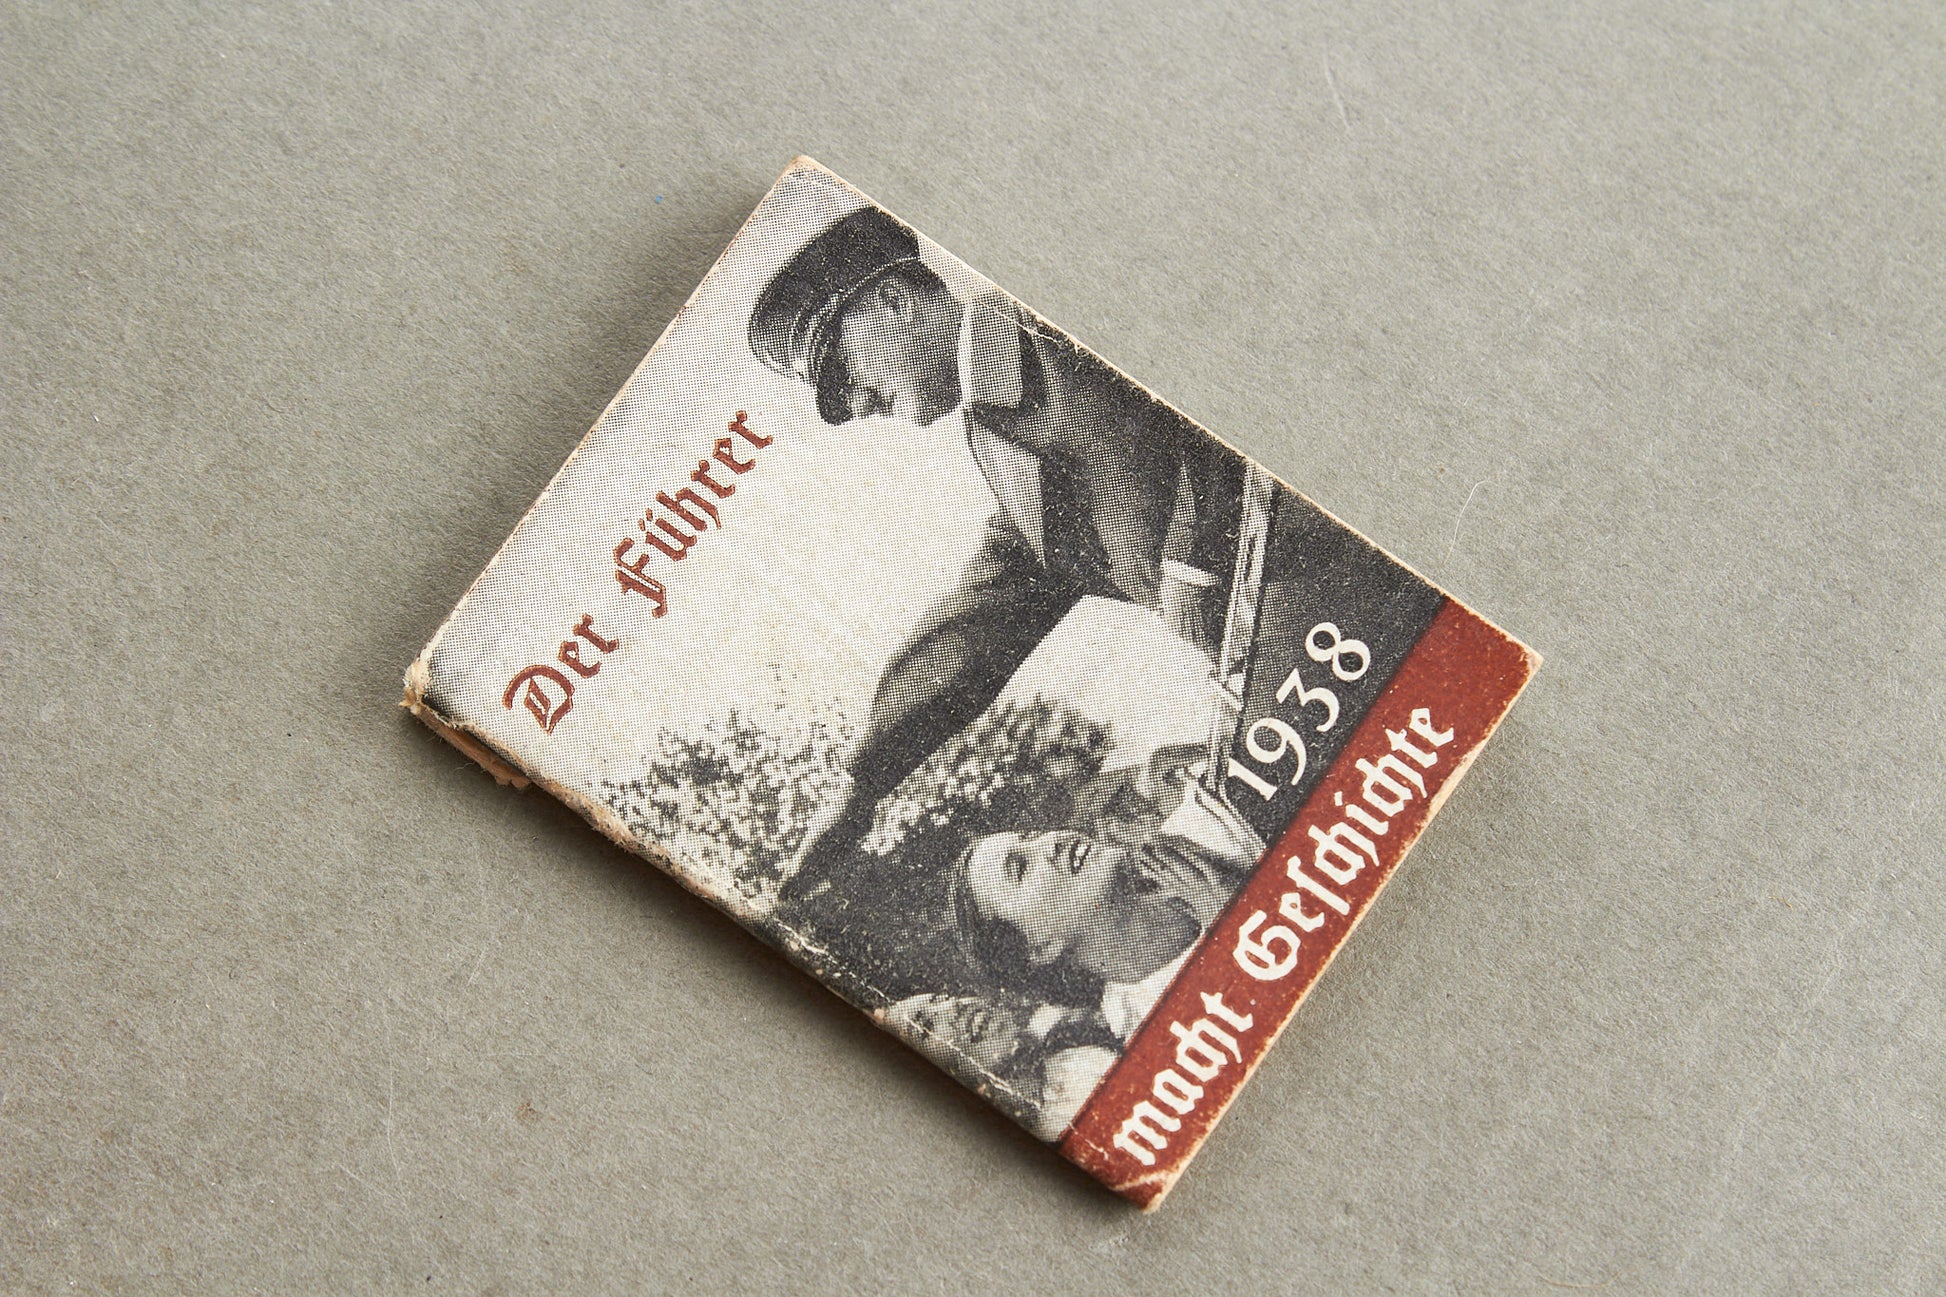 Der Führer
1938
macht Geſchichte